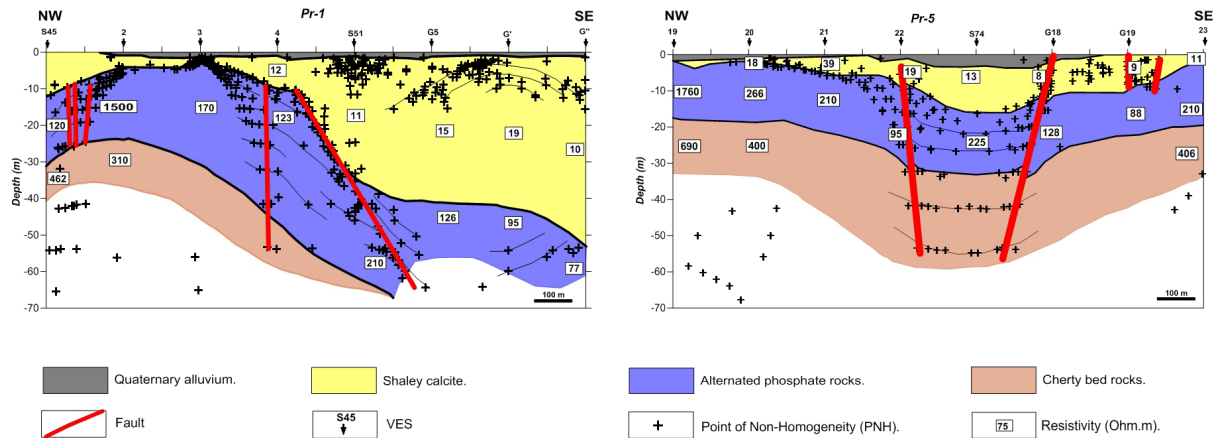 NW
Pr-1
SE
S45 2 3 4 S51 G5 G' G"
0
-10
-20
-30
-40
-50
-60
-70
Depth (m)
12
120
1500
170
123
11
15
19
10
462
310
126
95
210
77
100 m
NW
Pr-5
SE
19 20 21 22 S74 G18 G19 23
0
-10
-20
-30
-40
-50
-60
-70
Depth (m)
18
39
19
13
8
9
11
1760
266
210
95
225
128
88
210
690
400
406
100 m
Quaternary alluvium.
Shaley calcite.
Alternated phosphate rocks.
Cherty bed rocks.
Fault
S45
VES
Point of Non-Homogeneity (PNH).
75
Resistivity (Ohm.m).